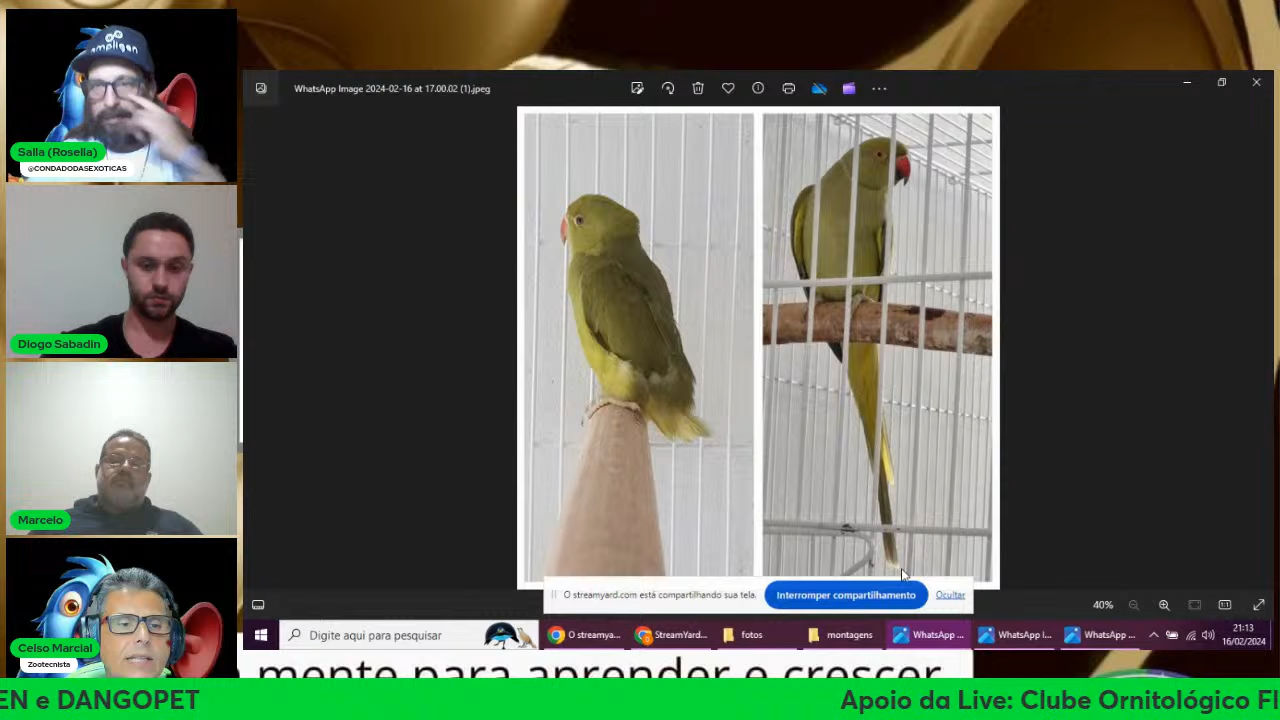 ampligen
Salla (Rosella)
@CONDADODASEXOTICAS
Diogo Sabadin
Marcelo
Celso Marcial
Zootecnista
WhatsApp Image 2024-02-16 at 17.00.02 (1).jpeg
O streamyard.com está compartilhando sua tela.
Interromper compartilhamento
Ocultar
40%
Digite aqui para pesquisar
O streamya...
StreamYard...
fotos
montagens
WhatsApp ...
WhatsApp I...
WhatsApp ...
21:13
16/02/2024
mente para aprender e crescer
EN e DANGOPET
Apoio da Live: Clube Ornitológico Fl